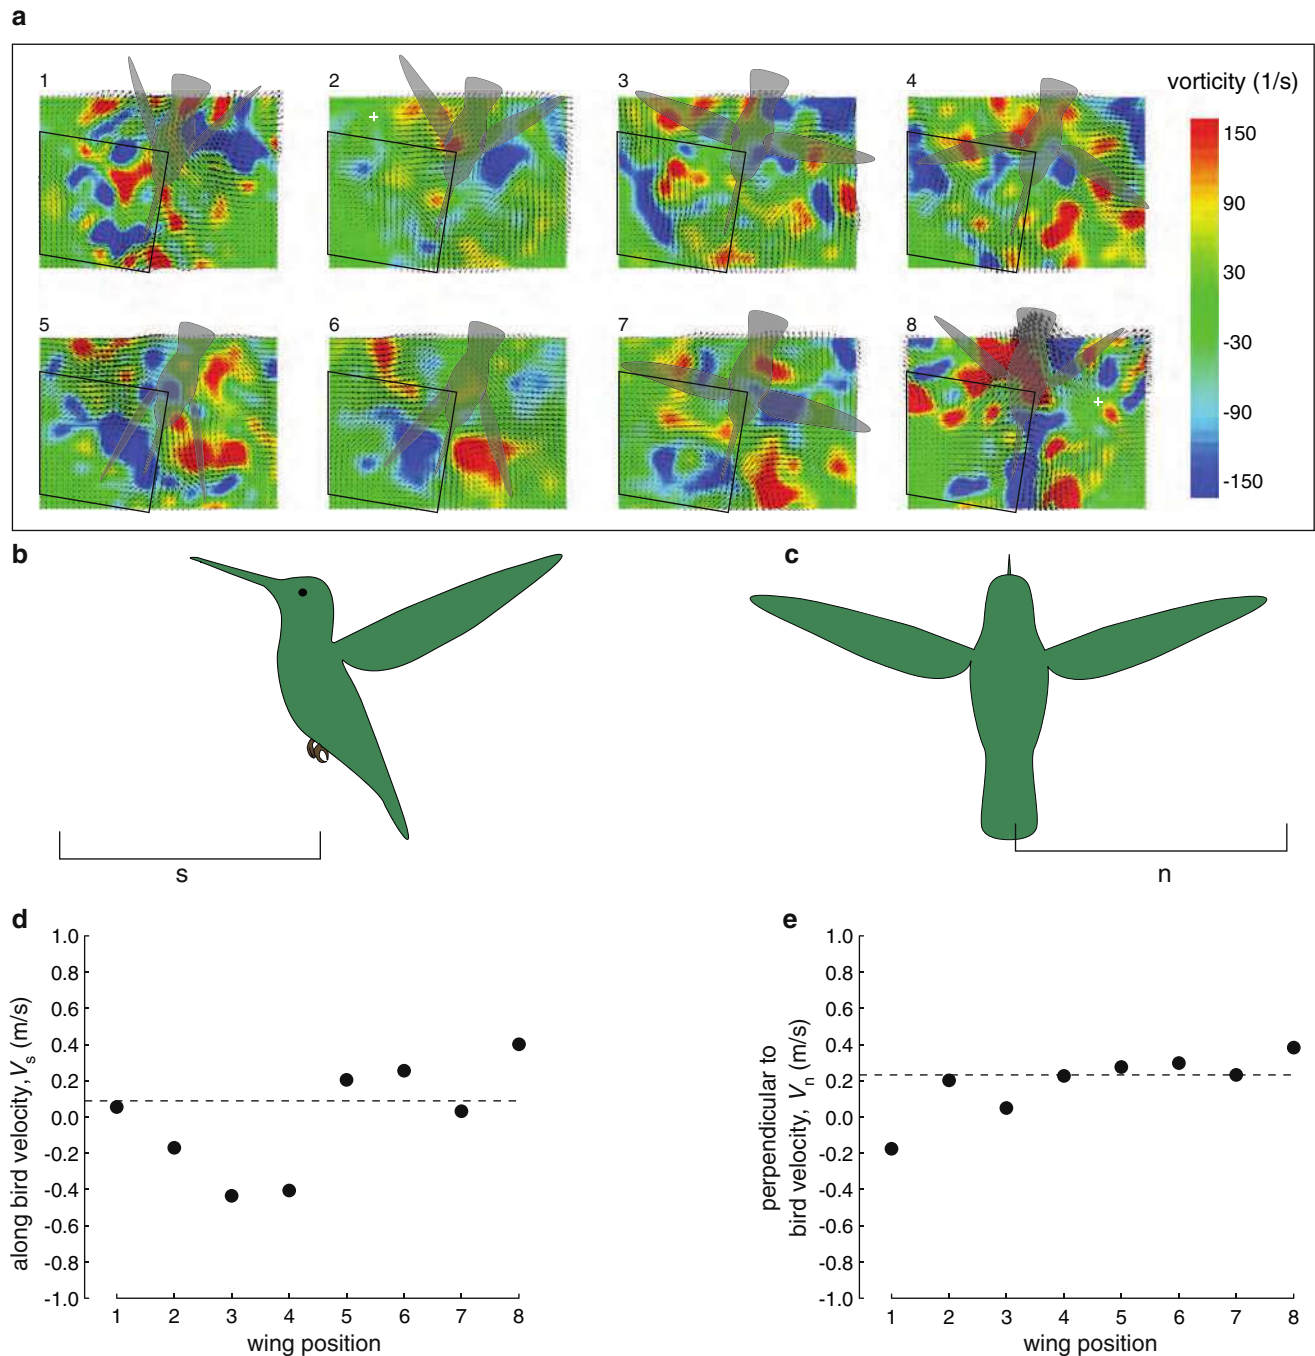 a
1 2 3 4
vorticity (1/s)
150
90
30
-30
-90
-150
5 6 7 8
b
c
s
n
d
along bird velocity, Vs (m/s)
1.0
0.8
0.6
0.4
0.2
0.0
-0.2
-0.4
-0.6
-0.8
-1.0
1 2 3 4 5 6 7 8
wing position
e
perpendicular to
bird velocity, Vn (m/s)
1.0
0.8
0.6
0.4
0.2
0.0
-0.2
-0.4
-0.6
-0.8
-1.0
1 2 3 4 5 6 7 8
wing position